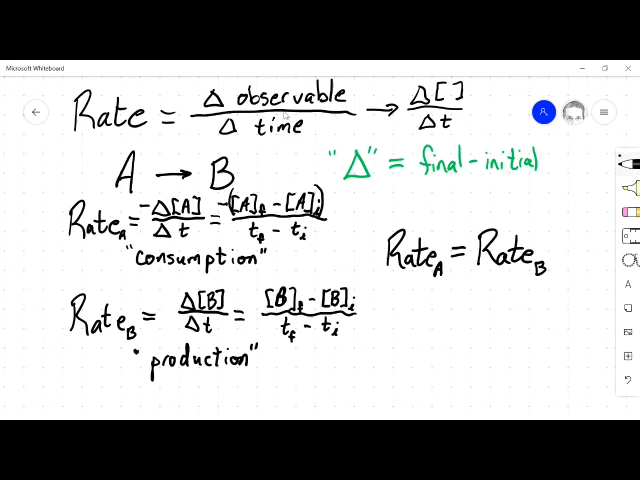 Microsoft Whiteboard
Rate = Δ observable / Δ time → Δ[ ] / Δt
A → B
"Δ" = final - initial
Rate_A = -Δ[A] / Δt = -([A]_f - [A]_i) / t_f - t_i
"consumption"
Rate_A = Rate_B
Rate_B = Δ[B] / Δt = [B]_f - [B]_i / t_f - t_i
"production"